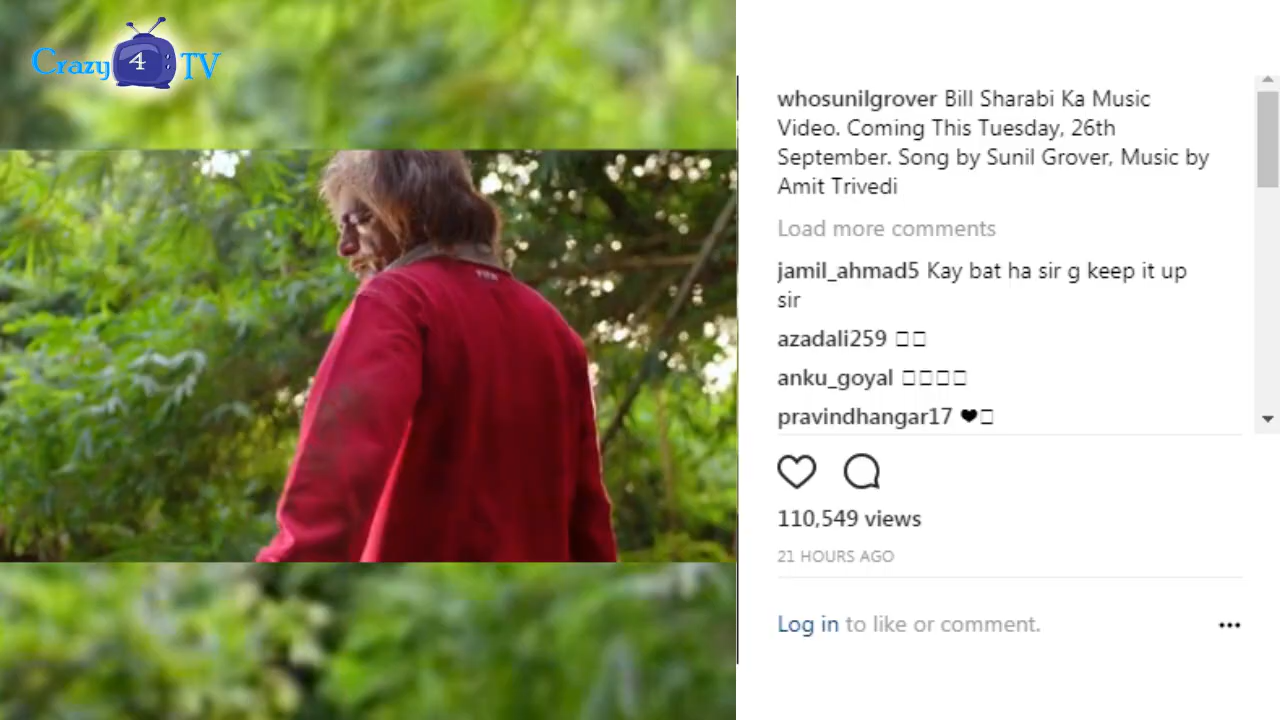 Crazy 4 TV
whosunilgrover Bill Sharabi Ka Music
Video. Coming This Tuesday, 26th
September. Song by Sunil Grover, Music by
Amit Trivedi
Load more comments
jamil_ahmad5 Kay bat ha sir g keep it up
sir
azadali259 □□
anku_goyal □□□□
pravindhangar17 ❤□
110,549 views
21 HOURS AGO
Log in to like or comment.